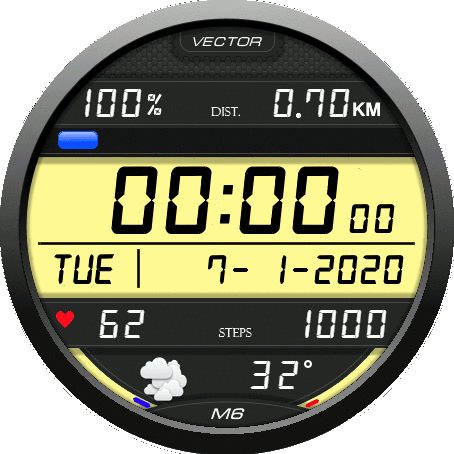 VECTOR
100% DIST. 0.70KM
00:00 00
TUE 7- 1-2020
62 STEPS 1000
32°
M6